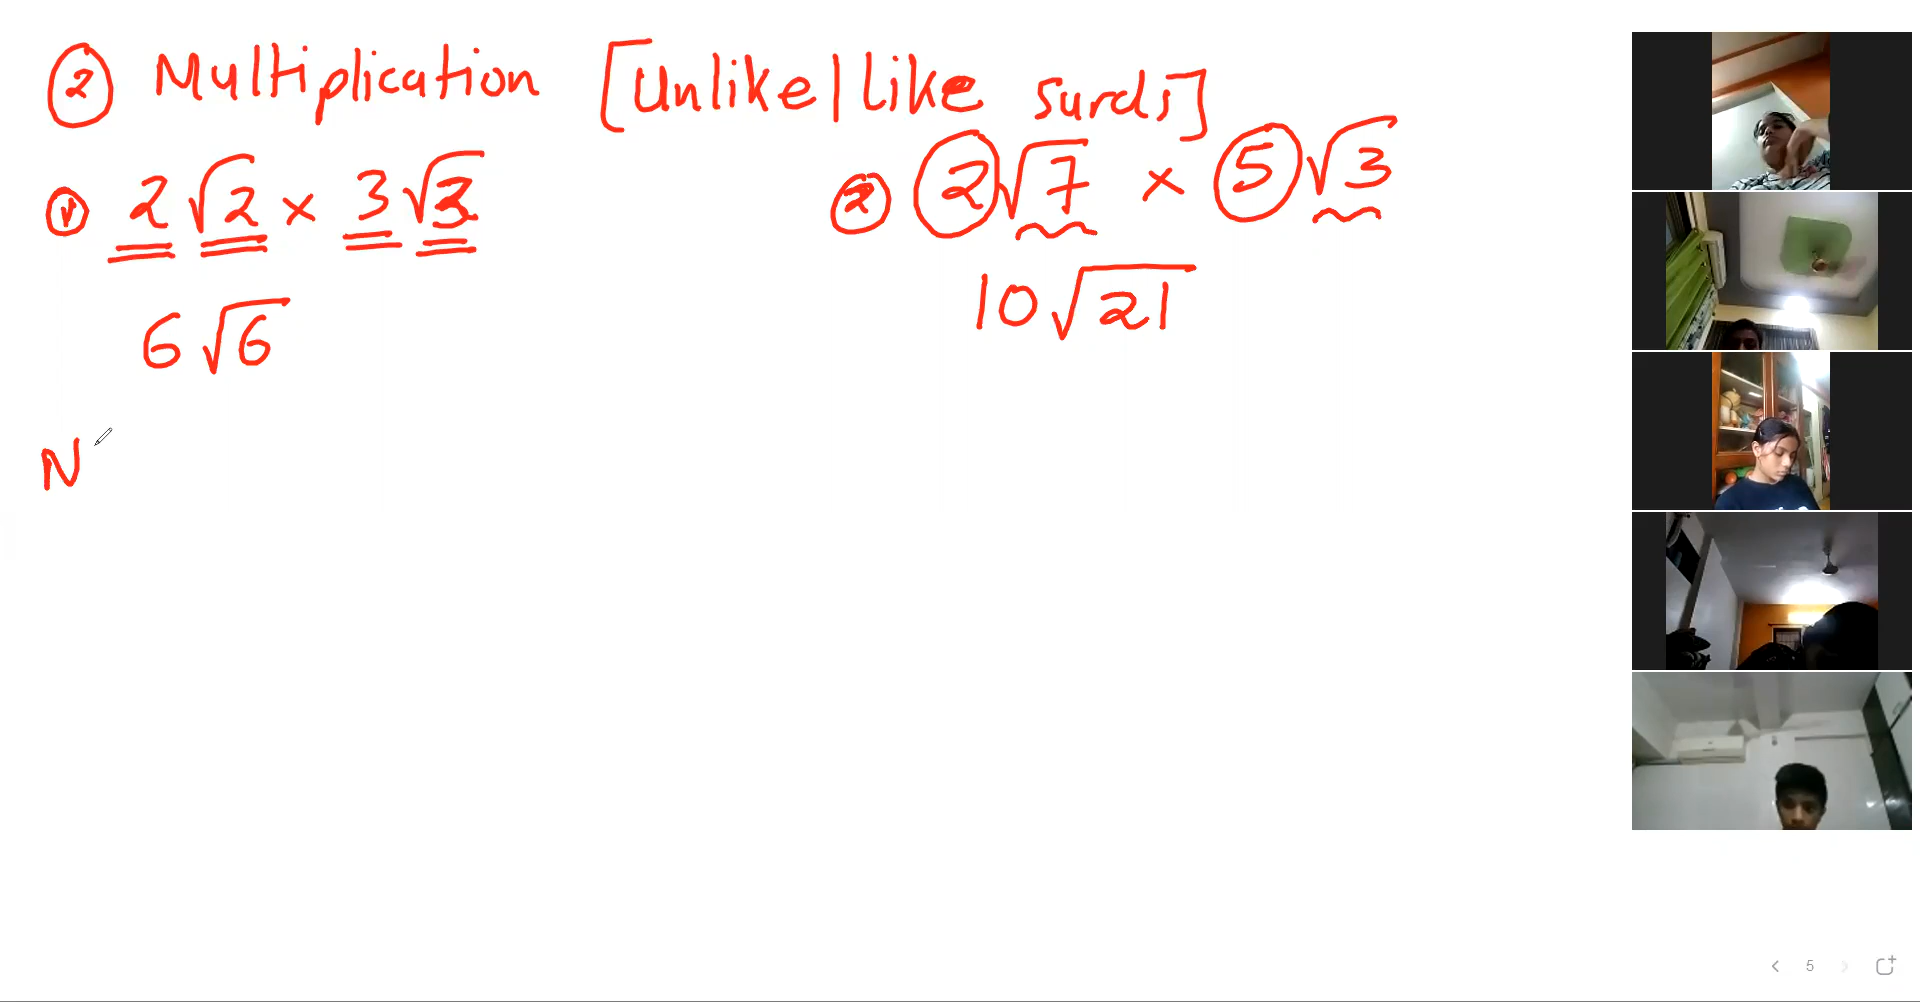 ② Multiplication [Unlike|like surds]
① 2√2 × 3√3
6√6
② 2√7 × 5√3
10√21
N
5